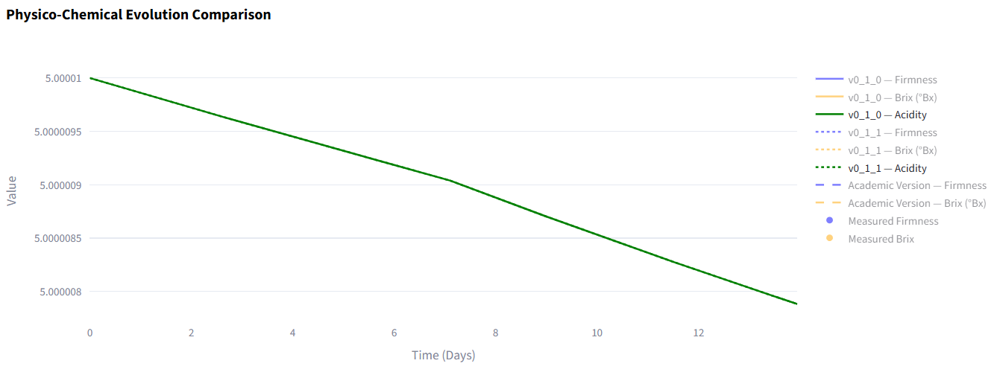 Physico-Chemical Evolution Comparison
5.00001
5.0000095
5.000009
5.0000085
5.000008
Value
0 2 4 6 8 10 12
Time (Days)
v0_1_0 — Firmness
v0_1_0 — Brix (°Bx)
v0_1_0 — Acidity
v0_1_1 — Firmness
v0_1_1 — Brix (°Bx)
v0_1_1 — Acidity
Academic Version — Firmness
Academic Version — Brix (°Bx)
Measured Firmness
Measured Brix